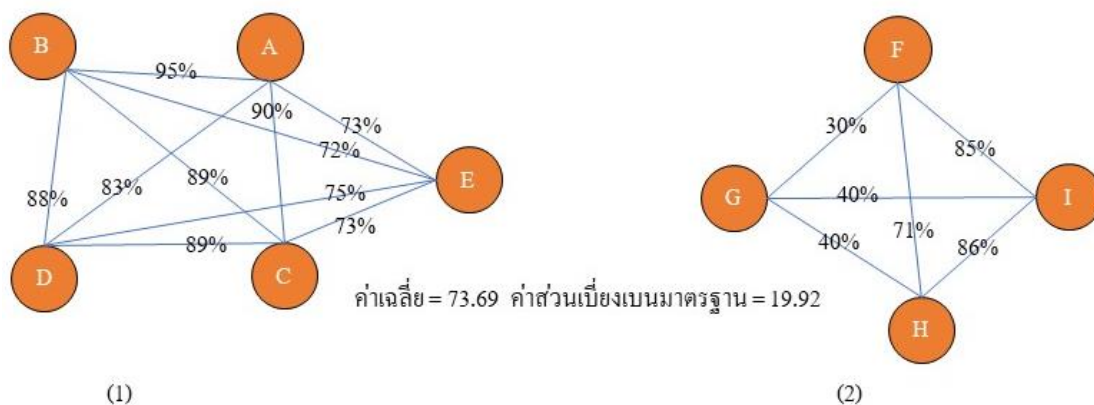 B
A
F
95%
90%
73%
30%
72%
85%
E
88%
83%
89%
75%
G
40%
I
73%
89%
40%
71%
86%
D
C
ค่าเฉลี่ย = 73.69 ค่าส่วนเบี่ยงเบนมาตรฐาน = 19.92
H
(1)
(2)